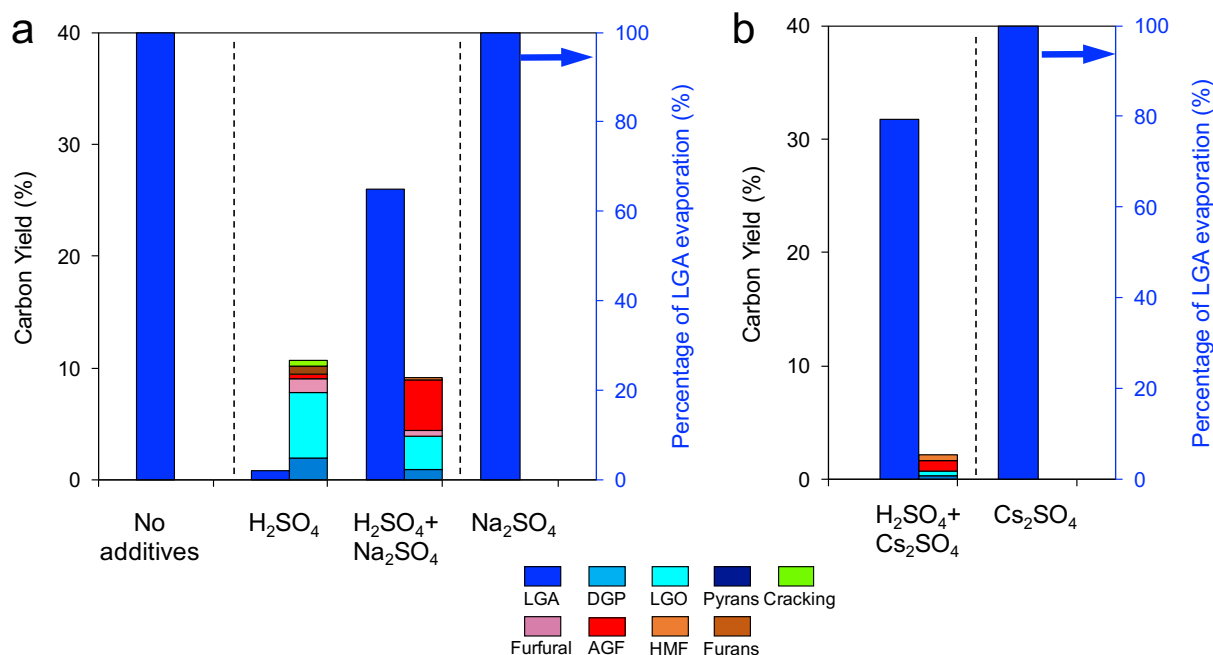 a
40
30
20
10
0
Carbon Yield (%)
100
80
60
40
20
0
Percentage of LGA evaporation (%)
No
additives
H₂SO₄
H₂SO₄+
Na₂SO₄
Na₂SO₄
b
40
30
20
10
0
Carbon Yield (%)
100
80
60
40
20
0
Percentage of LGA evaporation (%)
H₂SO₄+
Cs₂SO₄
Cs₂SO₄
LGA DGP LGO Pyrans Cracking
Furfural AGF HMF Furans